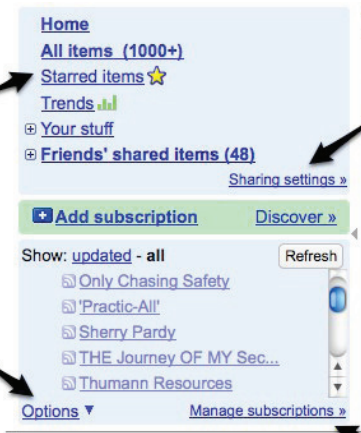 Home
All items (1000+)
Starred items
Trends
Your stuff
Friends' shared items (48)
Sharing settings »
Add subscription Discover »
Show: updated - all Refresh
Only Chasing Safety
'Practic-All'
Sherry Pardy
THE Journey OF MY Sec...
Thumann Resources
Options Manage subscriptions »